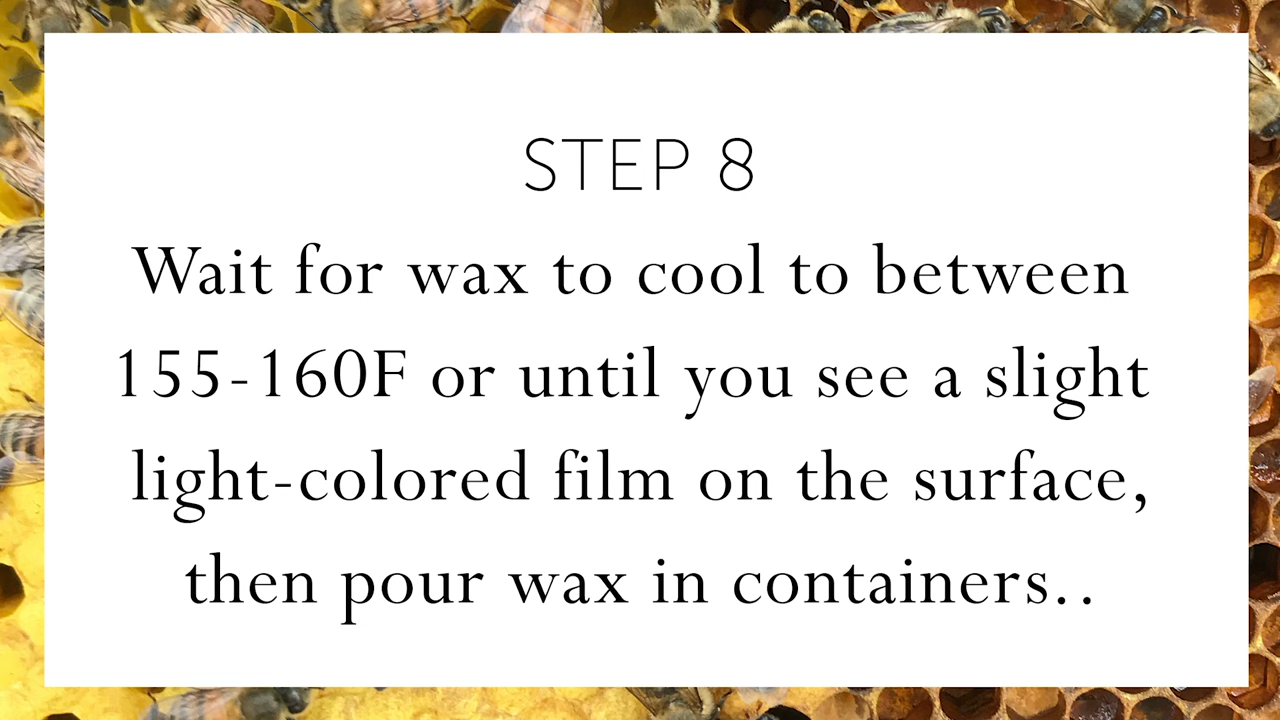 STEP 8
Wait for wax to cool to between
155-160F or until you see a slight
light-colored film on the surface,
then pour wax in containers..